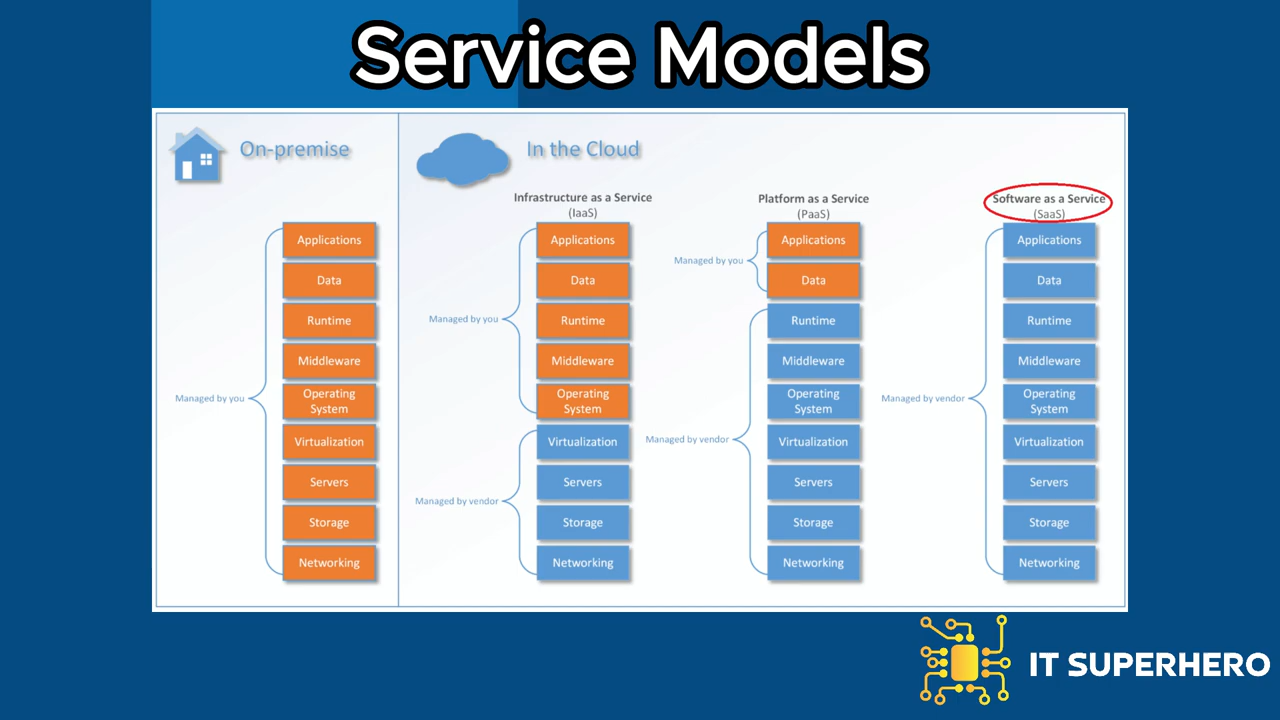 Service Models
On-premise
In the Cloud
Managed by you
Applications
Data
Runtime
Middleware
Operating
System
Virtualization
Servers
Storage
Networking
Infrastructure as a Service
(IaaS)
Managed by you
Managed by vendor
Applications
Data
Runtime
Middleware
Operating
System
Virtualization
Servers
Storage
Networking
Platform as a Service
(PaaS)
Managed by you
Managed by vendor
Applications
Data
Runtime
Middleware
Operating
System
Virtualization
Servers
Storage
Networking
Software as a Service
(SaaS)
Managed by vendor
Applications
Data
Runtime
Middleware
Operating
System
Virtualization
Servers
Storage
Networking
IT SUPERHERO